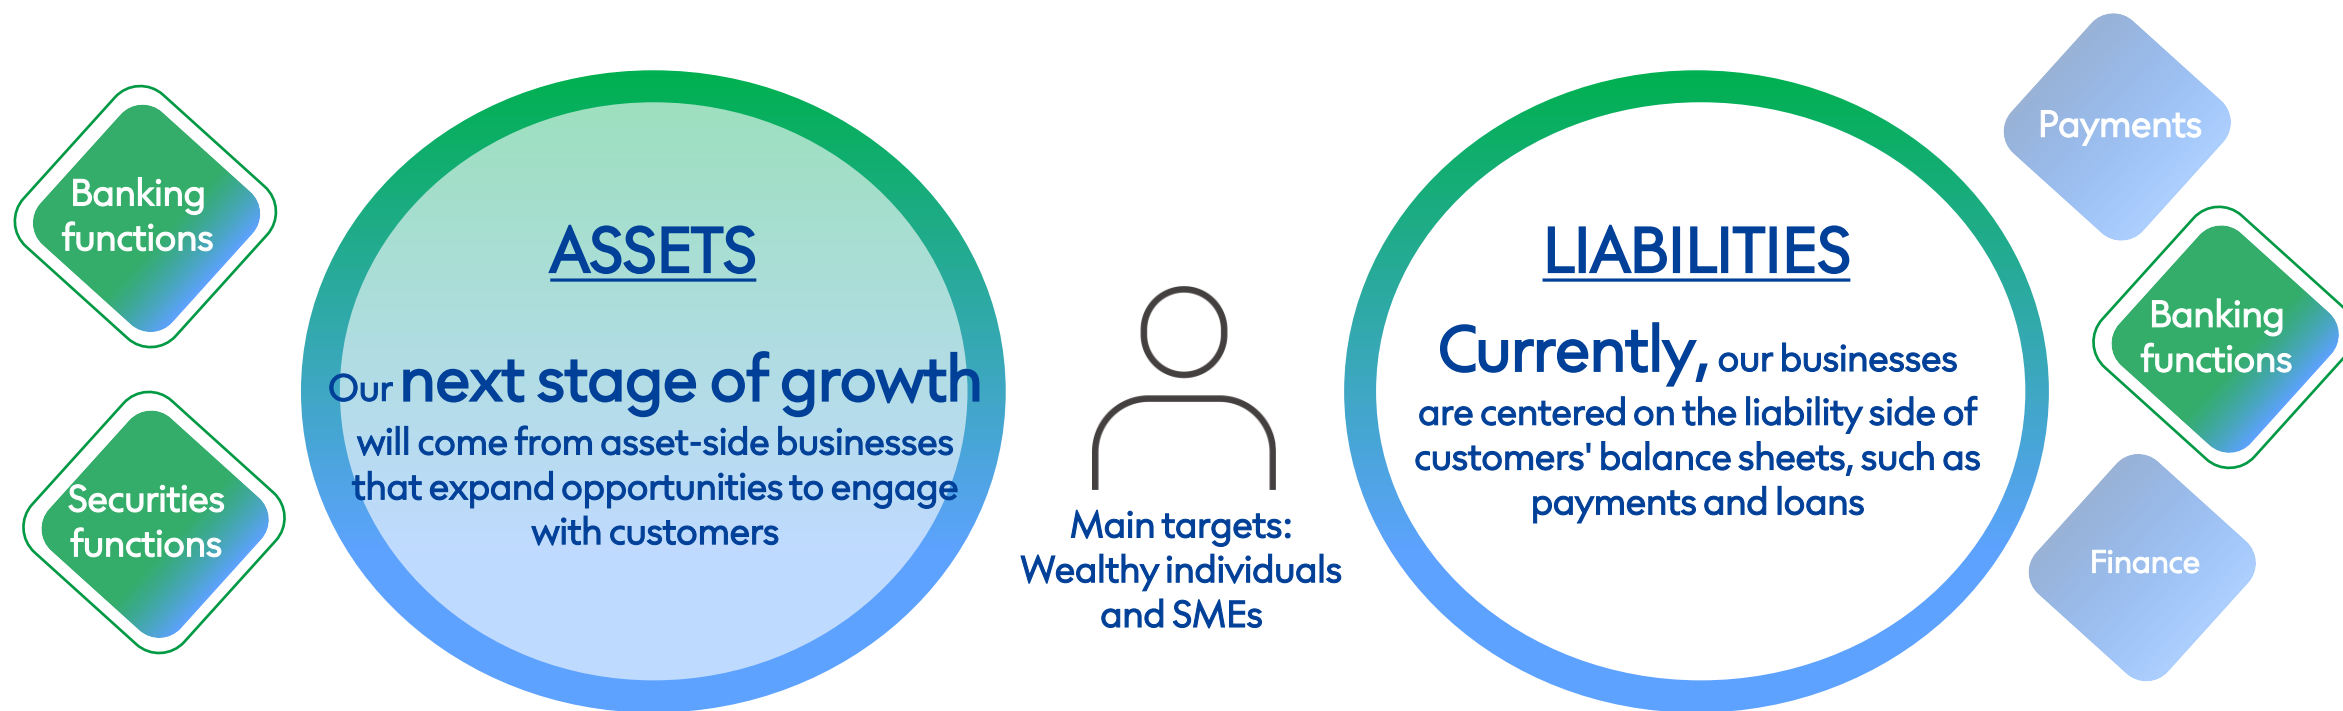 Banking
functions
Securities
functions
ASSETS
Our next stage of growth
will come from asset-side businesses
that expand opportunities to engage
with customers
Main targets:
Wealthy individuals
and SMEs
LIABILITIES
Currently, our businesses
are centered on the liability side of
customers' balance sheets, such as
payments and loans
Payments
Banking
functions
Finance